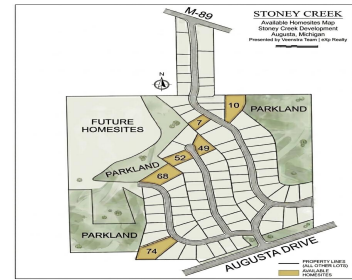 M-89
STONEY CREEK
Available Homesites Map
Stoney Creek Development
Augusta, Michigan
Presented by Veenstra Team | eXp Realty
N
10
PARKLAND
7
FUTURE
HOMESITES
49
52
PARKLAND
68
PARKLAND
74
AUGUSTA DRIVE
PROPERTY LINES
(ALL OTHER LOTS)
AVAILABLE
HOMESITES